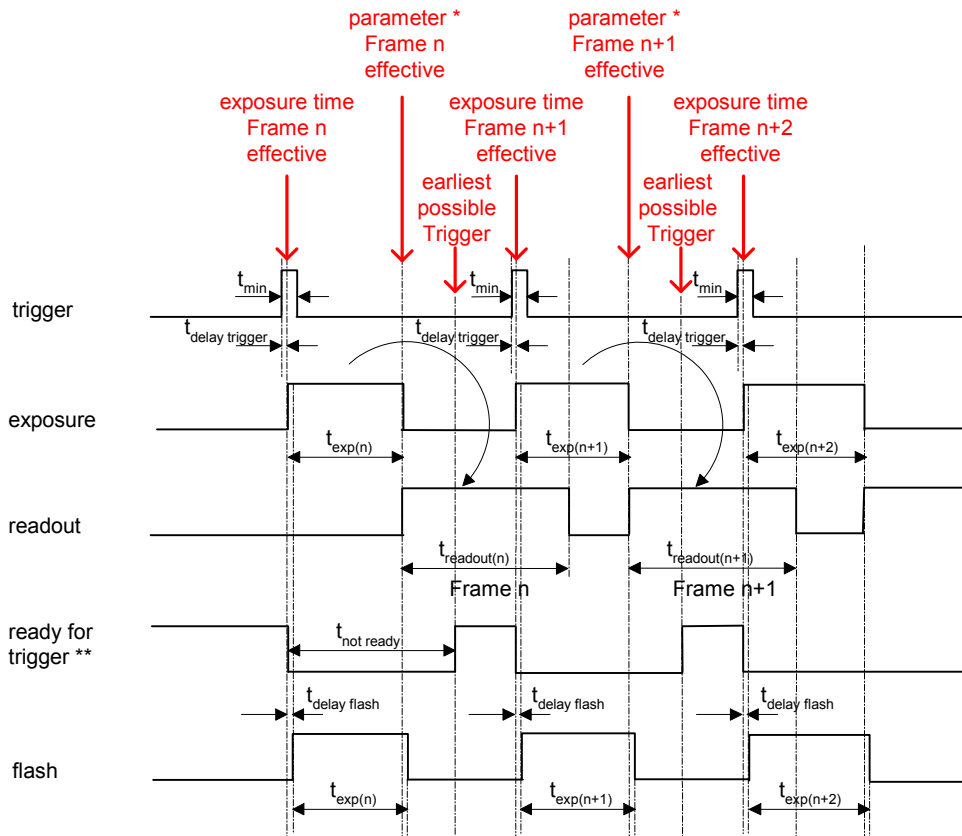 parameter *
Frame n
effective
parameter *
Frame n+1
effective
exposure time
Frame n
effective
exposure time
Frame n+1
effective
exposure time
Frame n+2
effective
earliest
possible
Trigger
earliest
possible
Trigger
trigger
tmin
tmin
tmin
tdelay trigger
tdelay trigger
tdelay trigger
exposure
texp(n)
texp(n+1)
texp(n+2)
readout
treadout(n)
treadout(n+1)
Frame n
Frame n+1
ready for
trigger **
tnot ready
tdelay flash
tdelay flash
tdelay flash
flash
texp(n)
texp(n+1)
texp(n+2)